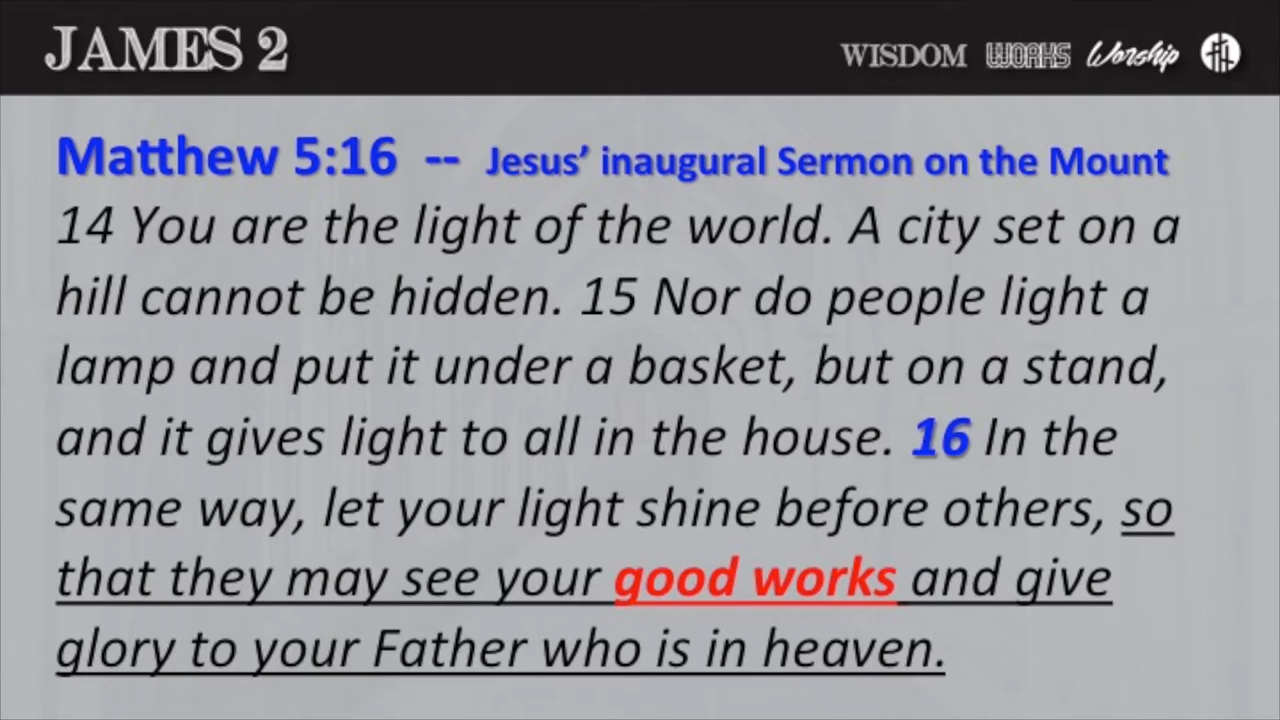 JAMES 2
WISDOM WORKS Worship
Matthew 5:16 -- Jesus’ inaugural Sermon on the Mount
14 You are the light of the world. A city set on a
hill cannot be hidden. 15 Nor do people light a
lamp and put it under a basket, but on a stand,
and it gives light to all in the house. 16 In the
same way, let your light shine before others, so
that they may see your good works and give
glory to your Father who is in heaven.